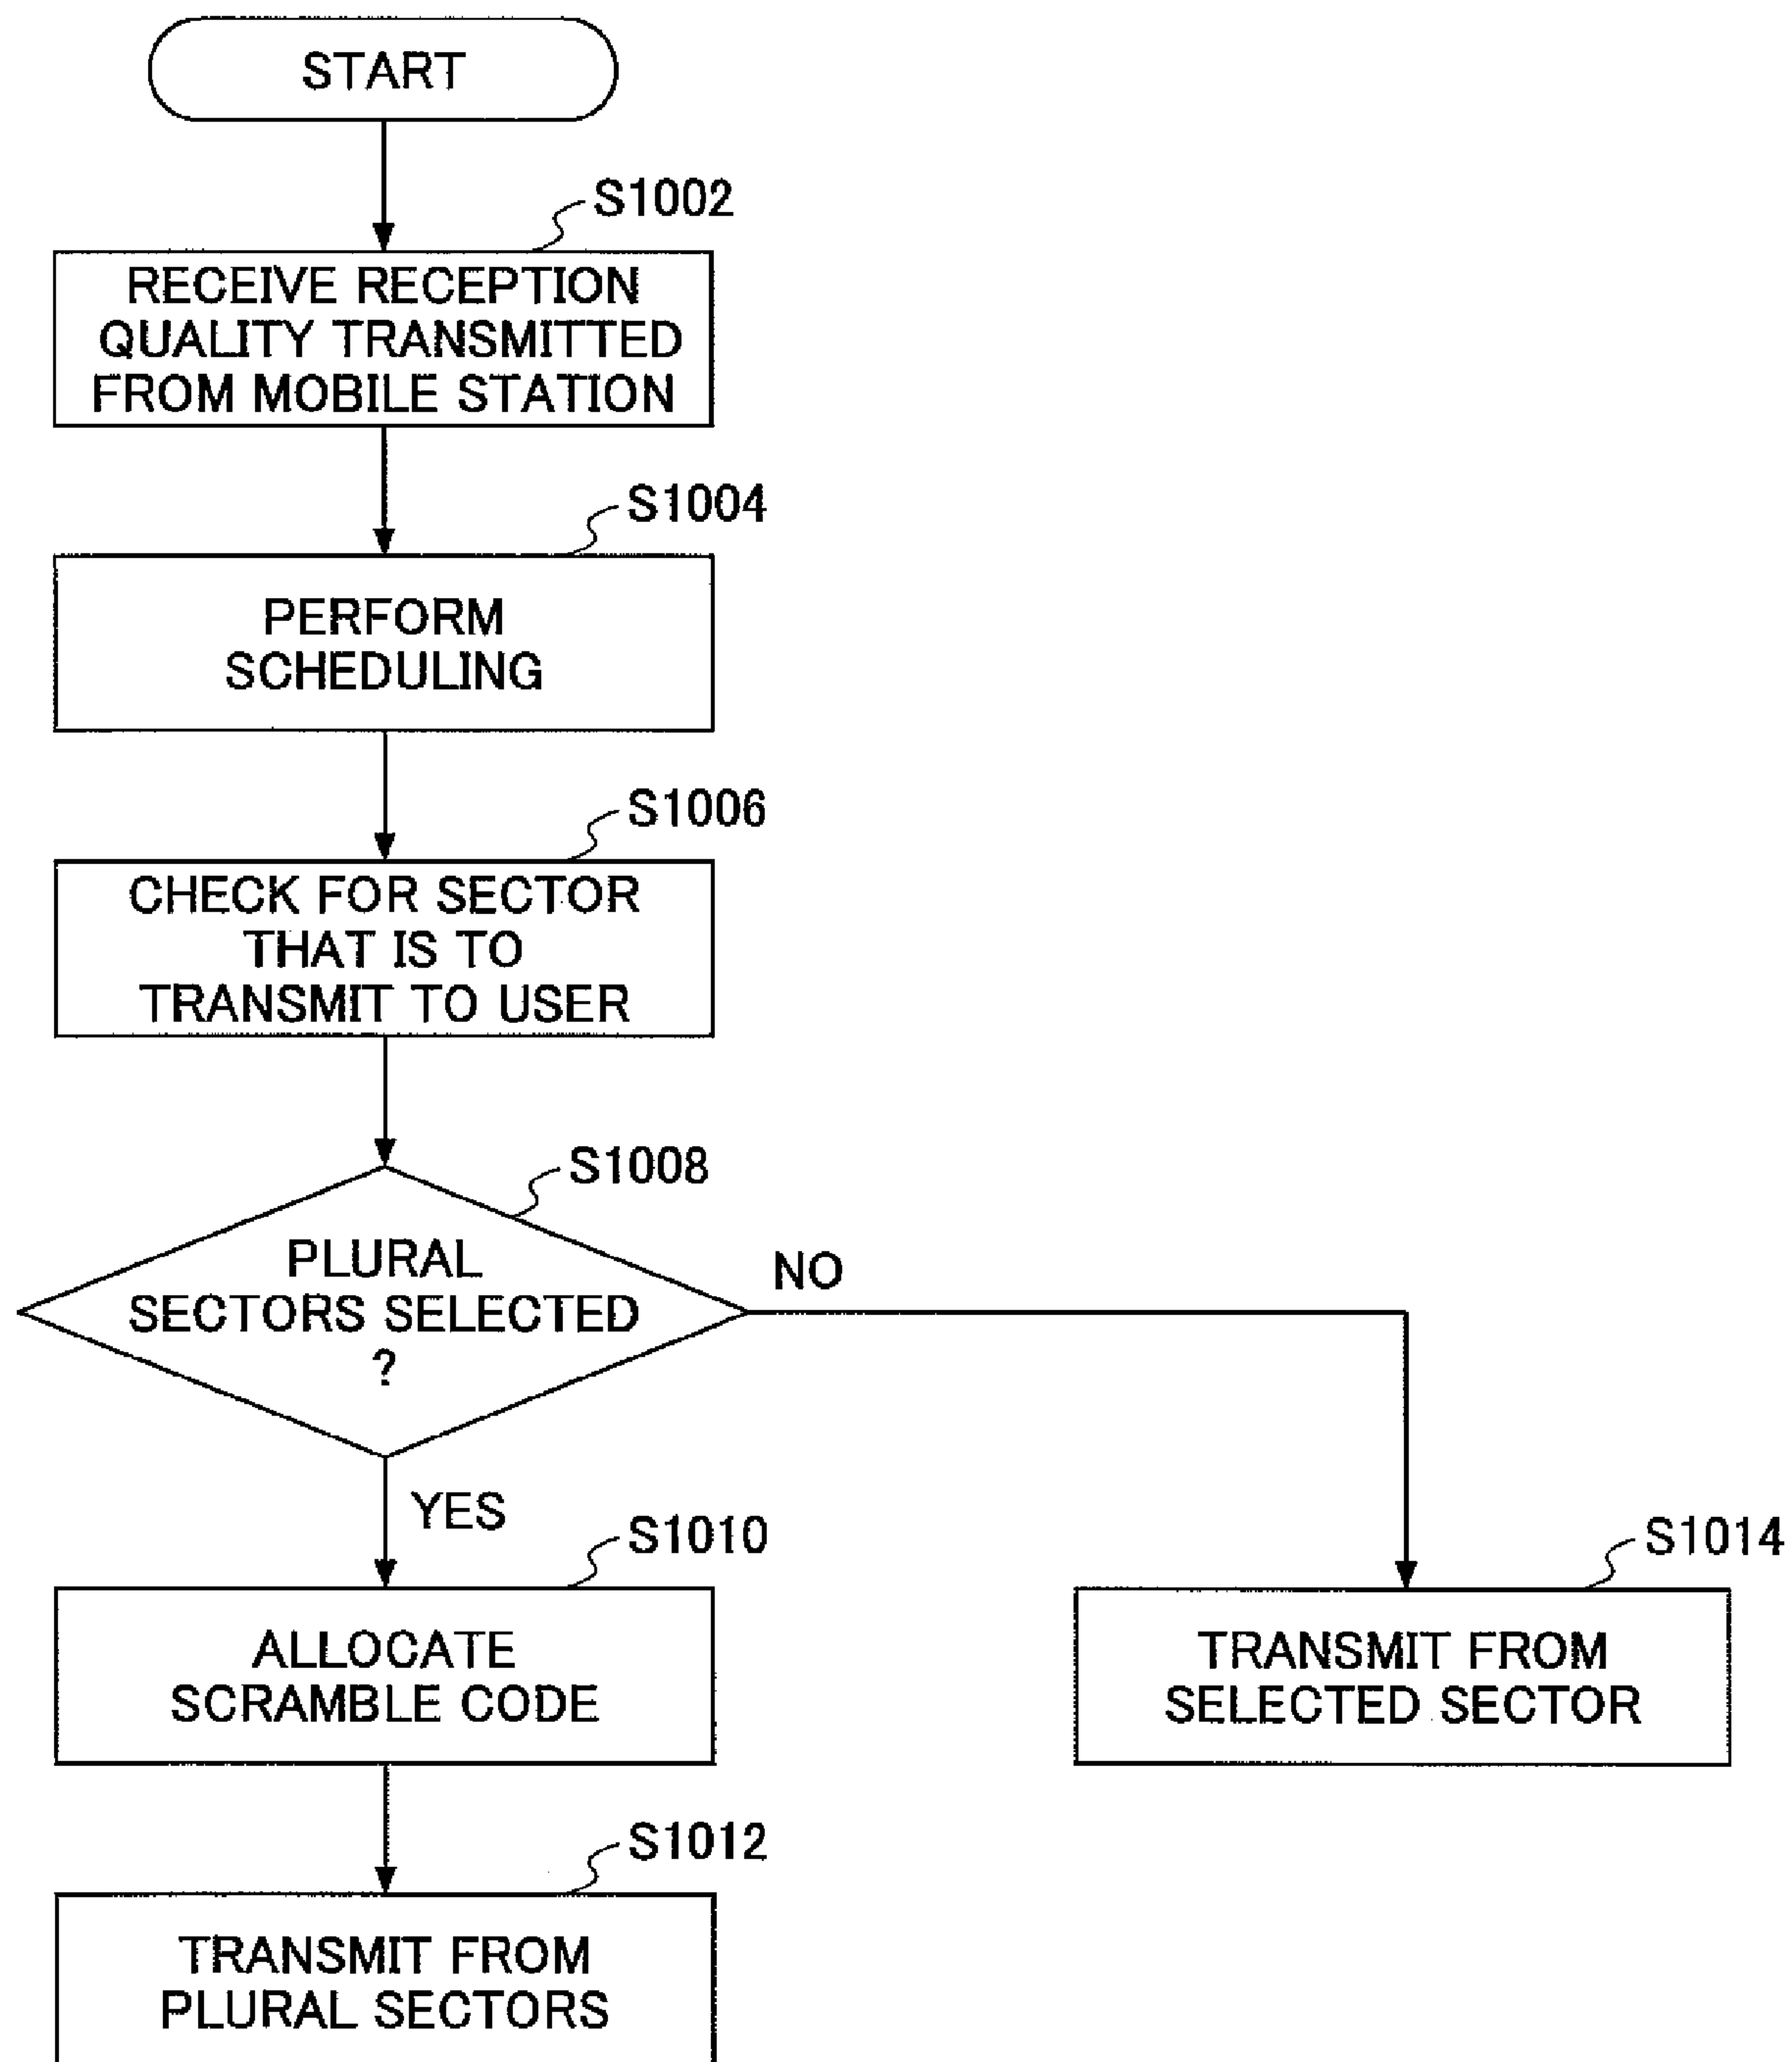 START
S1002
RECEIVE RECEPTION
QUALITY TRANSMITTED
FROM MOBILE STATION
S1004
PERFORM
SCHEDULING
S1006
CHECK FOR SECTOR
THAT IS TO
TRANSMIT TO USER
S1008
PLURAL
SECTORS SELECTED
?
NO
YES
S1010
ALLOCATE
SCRAMBLE CODE
S1014
TRANSMIT FROM
SELECTED SECTOR
S1012
TRANSMIT FROM
PLURAL SECTORS